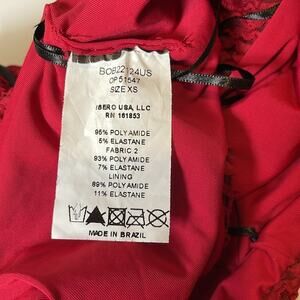 BOB22124US
OP51547
SIZE XS
IBERO USA, LLC
RN 161853
95% POLYAMIDE
5% ELASTANE
FABRIC 2
93% POLYAMIDE
7% ELASTANE
LINING
89% POLYAMIDE
11% ELASTANE
MADE IN BRAZIL